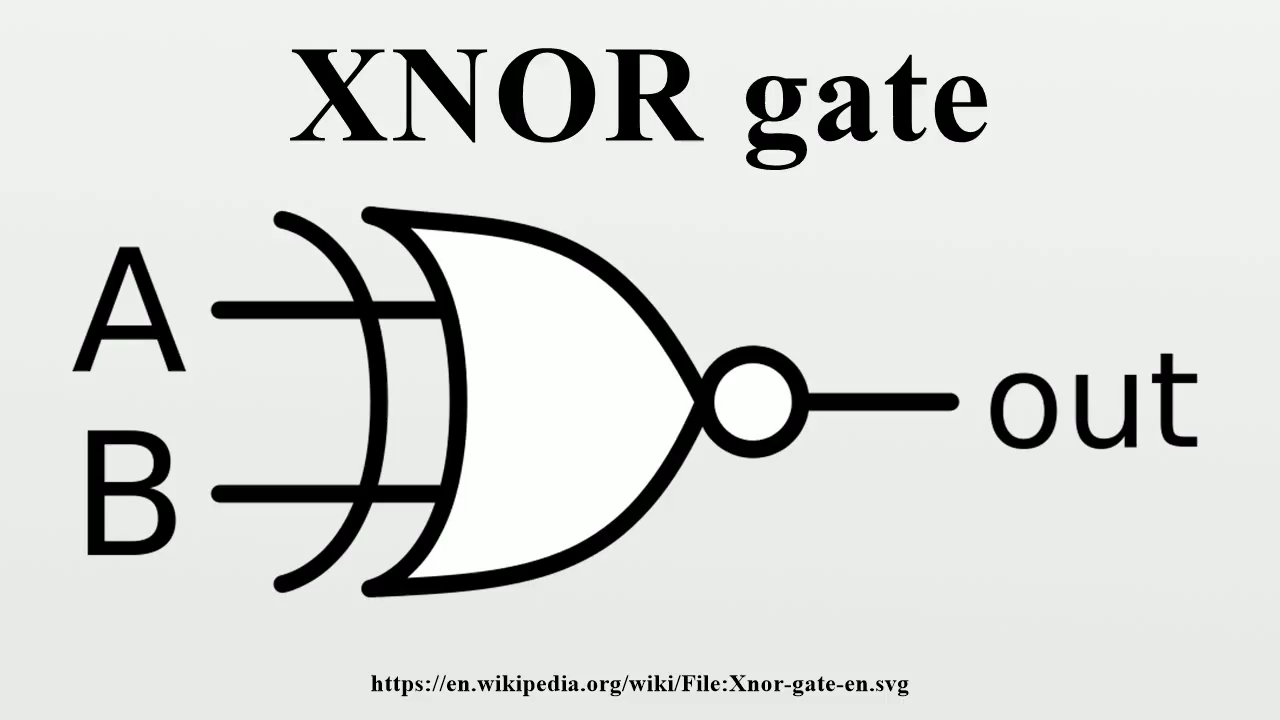 XNOR gate
A
B
out
https://en.wikipedia.org/wiki/File:Xnor-gate-en.svg